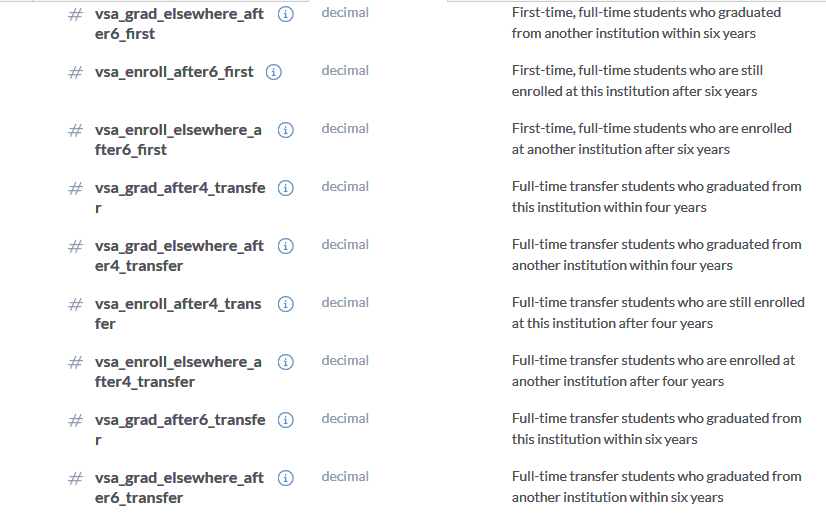 # vsa_grad_elsewhere_aft decimal First-time, full-time students who graduated
er6_first from another institution within six years
# vsa_enroll_after6_first decimal First-time, full-time students who are still
enrolled at this institution after six years
# vsa_enroll_elsewhere_a decimal First-time, full-time students who are enrolled
fter6_first at another institution after six years
# vsa_grad_after4_transfe decimal Full-time transfer students who graduated from
r this institution within four years
# vsa_grad_elsewhere_aft decimal Full-time transfer students who graduated from
er4_transfer another institution within four years
# vsa_enroll_after4_trans decimal Full-time transfer students who are still enrolled
fer at this institution after four years
# vsa_enroll_elsewhere_a decimal Full-time transfer students who are enrolled at
fter4_transfer another institution after four years
# vsa_grad_after6_transfe decimal Full-time transfer students who graduated from
r this institution within six years
# vsa_grad_elsewhere_aft decimal Full-time transfer students who graduated from
er6_transfer another institution within six years